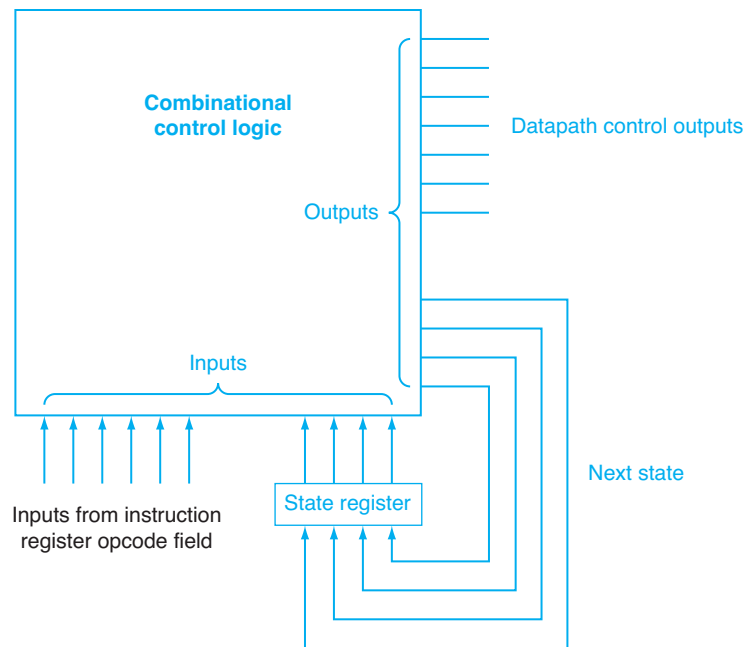 Combinational
control logic
Datapath control outputs
Outputs
Inputs
Next state
State register
Inputs from instruction
register opcode field